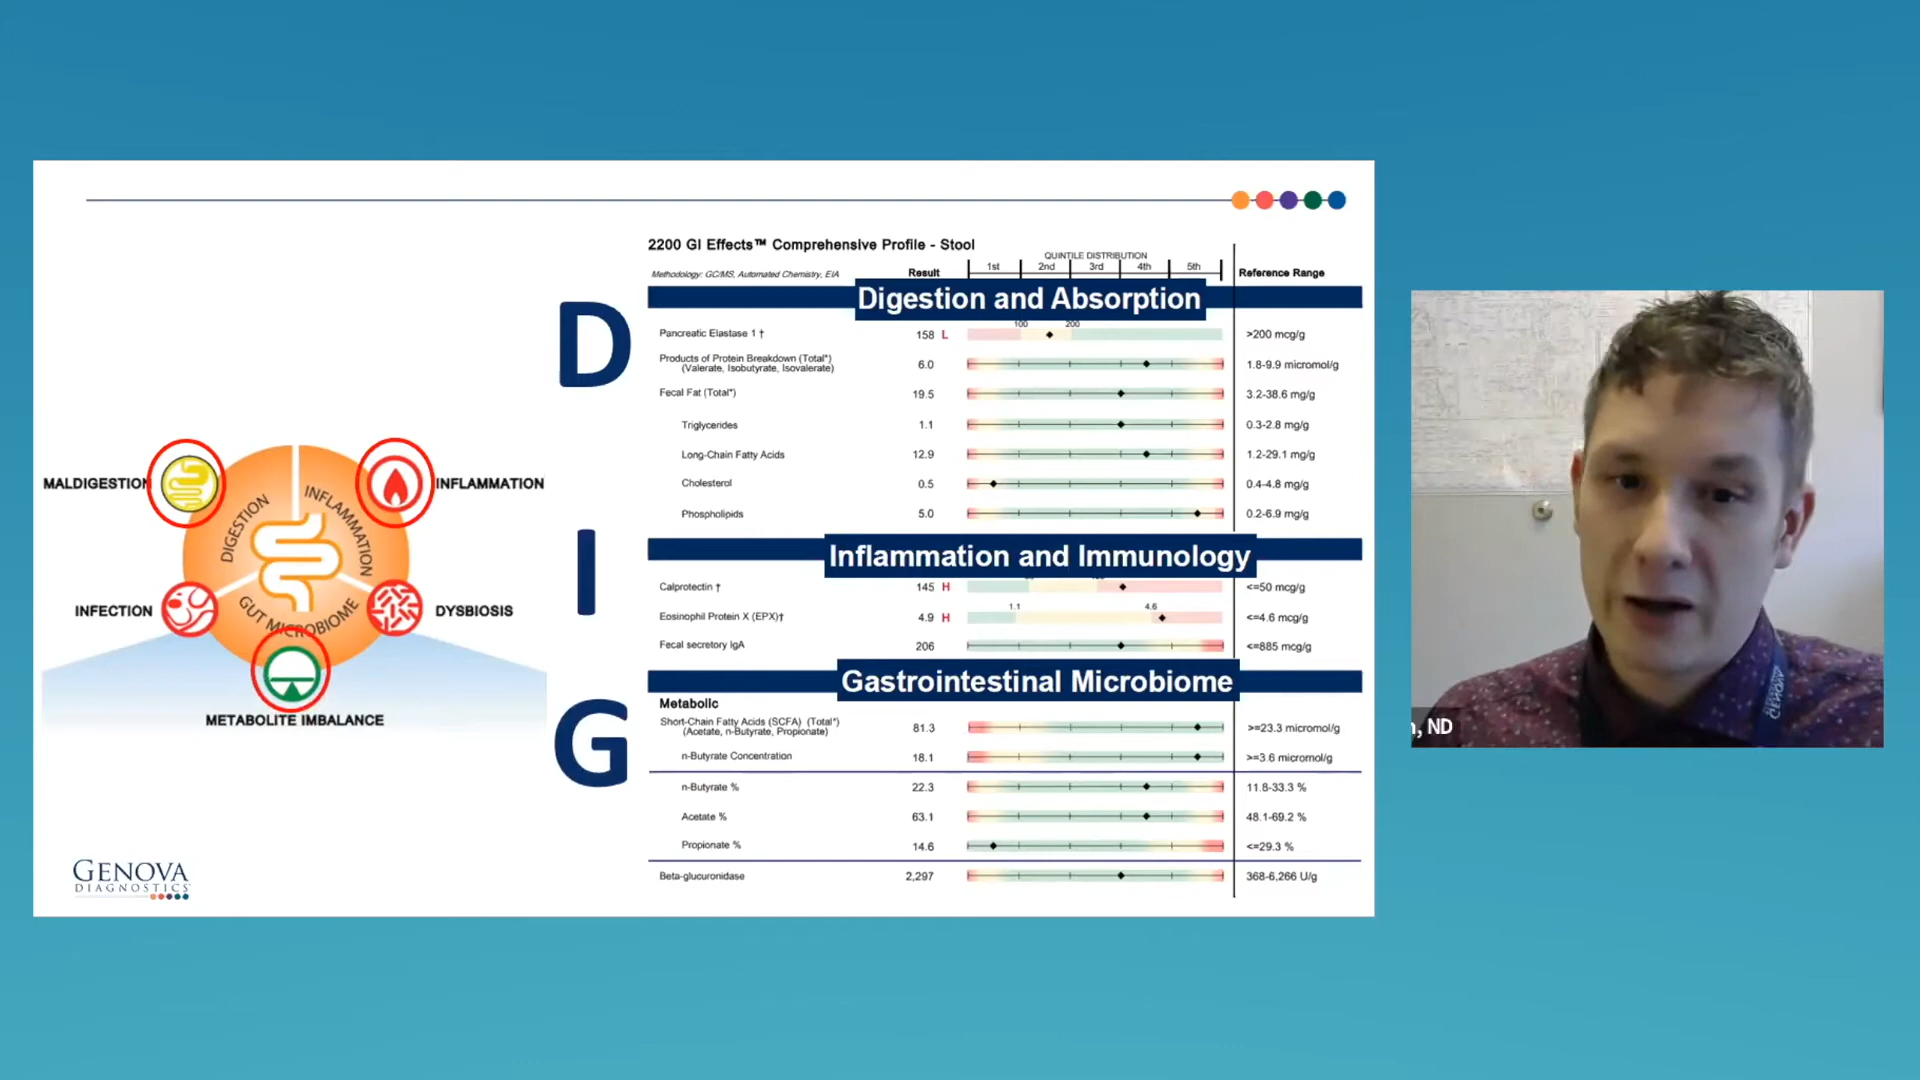 2200 GI Effects™ Comprehensive Profile - Stool
Methodology: GC/MS, Automated Chemistry, EIA
Result
QUINTILE DISTRIBUTION
1st 2nd 3rd 4th 5th
Reference Range
D
Digestion and Absorption
100 200
Pancreatic Elastase 1 † 158 L >200 mcg/g
Products of Protein Breakdown (Total*)
(Valerate, Isobutyrate, Isovalerate) 6.0 1.8-9.9 micromol/g
Fecal Fat (Total*) 19.5 3.2-38.6 mg/g
Triglycerides 1.1 0.3-2.8 mg/g
Long-Chain Fatty Acids 12.9 1.2-29.1 mg/g
Cholesterol 0.5 0.4-4.8 mg/g
Phospholipids 5.0 0.2-6.9 mg/g
I
Inflammation and Immunology
Calprotectin † 145 H <=50 mcg/g
1.1 4.6
Eosinophil Protein X (EPX)† 4.9 H <=4.6 mcg/g
Fecal secretory IgA 206 <=885 mcg/g
G
Gastrointestinal Microbiome
Metabolic
Short-Chain Fatty Acids (SCFA) (Total*)
(Acetate, n-Butyrate, Propionate) 81.3 >=23.3 micromol/g
n-Butyrate Concentration 18.1 >=3.6 micromol/g
n-Butyrate % 22.3 11.8-33.3 %
Acetate % 63.1 48.1-69.2 %
Propionate % 14.6 <=29.3 %
Beta-glucuronidase 2,297 368-6,266 U/g
MALDIGESTION
INFLAMMATION
DIGESTION
INFLAMMATION
GUT MICROBIOME
INFECTION
DYSBIOSIS
METABOLITE IMBALANCE
GENOVA
DIAGNOSTICS
, ND